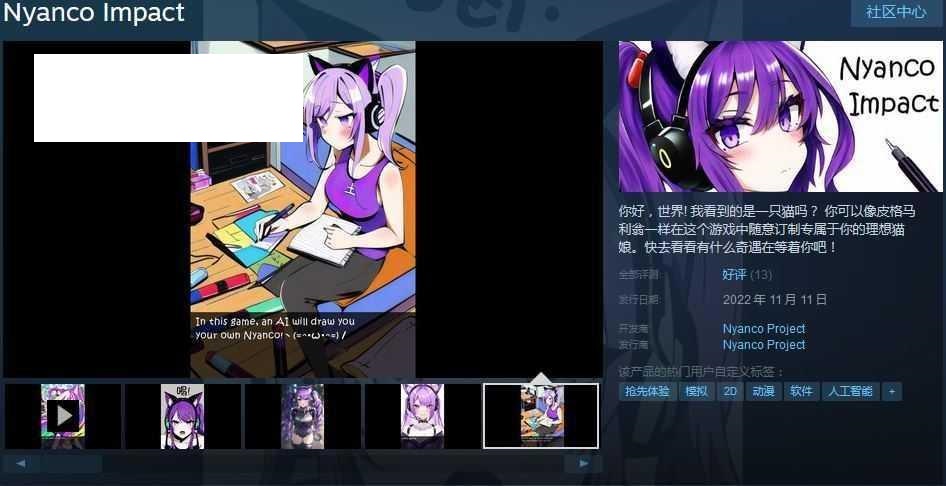 Nyanco Impact
社区中心
Nyanco
Impact
In this game, an AI will draw you
your own Nyanco!ヽ(=^･ω･^=)丿
你好，世界! 我看到的是一只猫吗？ 你可以像皮格马
利翁一样在这个游戏中随意订制专属于你的理想猫
娘。快去看看有什么奇遇在等着你吧！
全部评测: 好评 (13)
发行日期: 2022 年 11 月 11 日
开发商 Nyanco Project
发行商 Nyanco Project
该产品的热门用户自定义标签：
抢先体验 模拟 2D 动漫 软件 人工智能 +
喵!